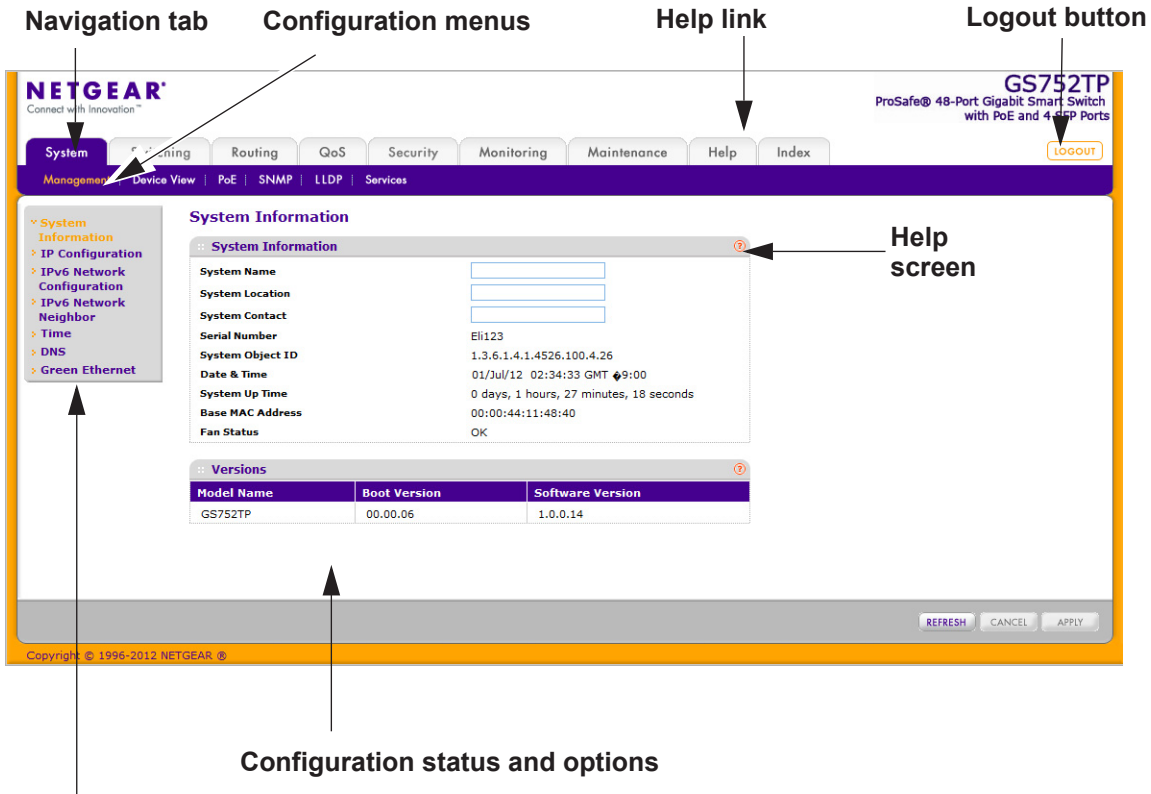 Navigation tab
Configuration menus
Help link
Logout button
NETGEAR®
Connect with Innovation™
GS752TP
ProSafe® 48-Port Gigabit Smart Switch
with PoE and 4 SFP Ports
System
Routing
QoS
Security
Monitoring
Maintenance
Help
Index
LOGOUT
Management | Device View | PoE | SNMP | LLDP | Services
System
Information
IP Configuration
IPv6 Network
Configuration
IPv6 Network
Neighbor
Time
DNS
Green Ethernet
System Information
System Information
System Name
System Location
System Contact
Serial Number Eli123
System Object ID 1.3.6.1.4.1.4526.100.4.26
Date & Time 01/Jul/12 02:34:33 GMT �9:00
System Up Time 0 days, 1 hours, 27 minutes, 18 seconds
Base MAC Address 00:00:44:11:48:40
Fan Status OK
Help
screen
Versions
Model Name Boot Version Software Version
GS752TP 00.00.06 1.0.0.14
REFRESH CANCEL APPLY
Copyright © 1996-2012 NETGEAR ®
Configuration status and options